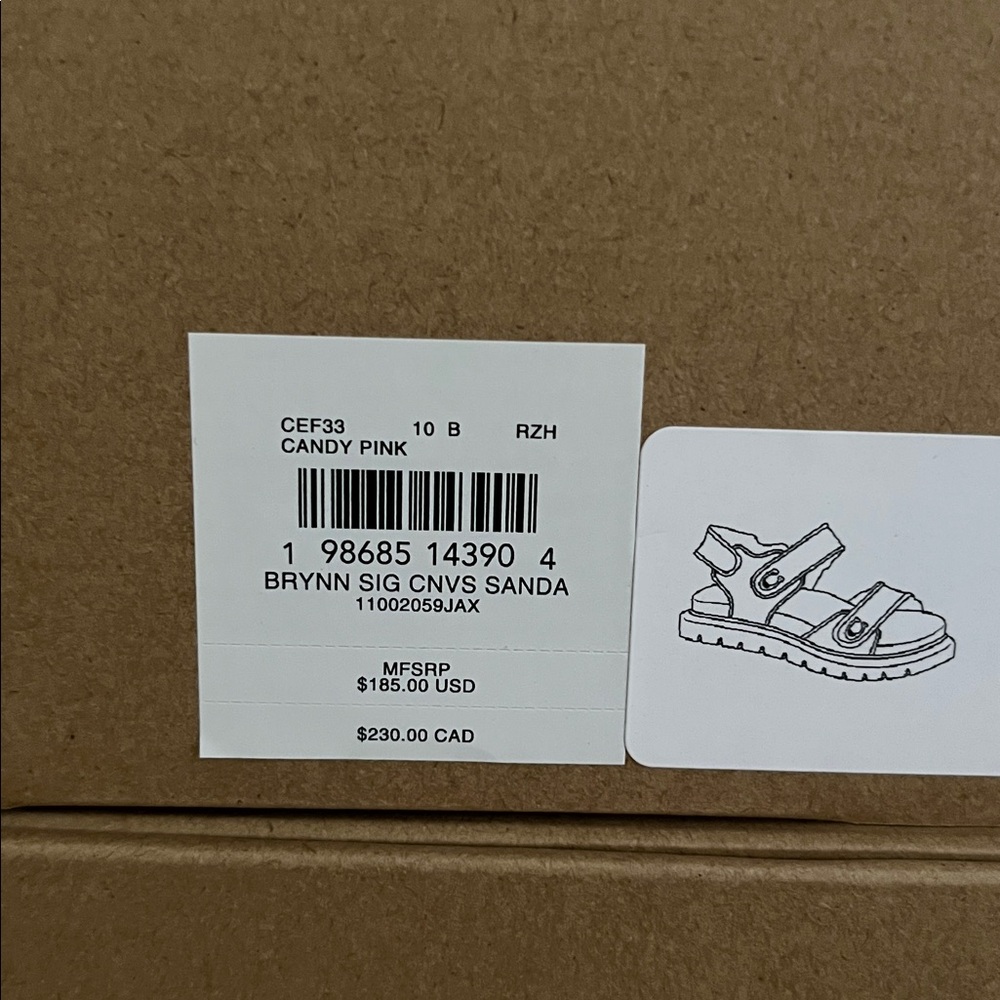 CEF33 10 B RZH
CANDY PINK
1 98685 14390 4
BRYNN SIG CNVS SANDA
11002059JAX
MFSRP
$185.00 USD
$230.00 CAD